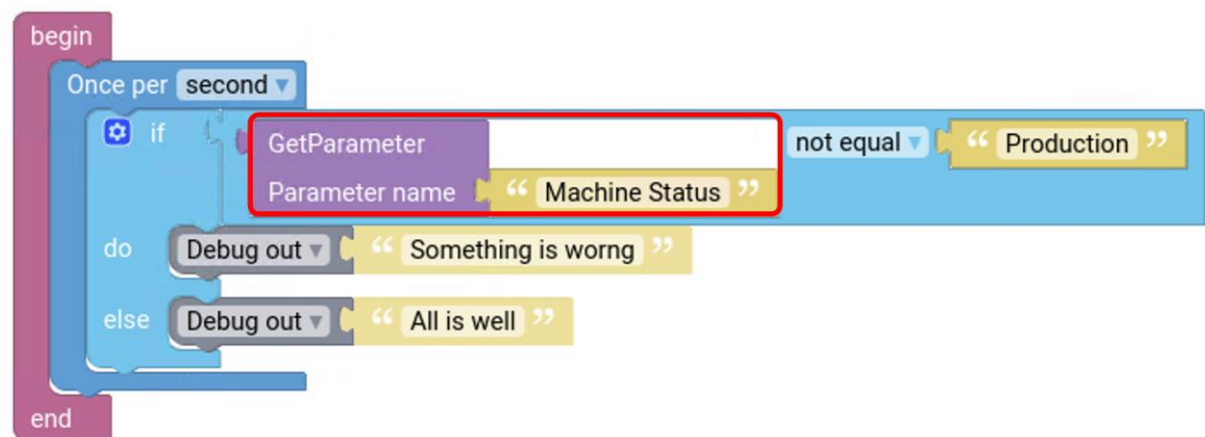 begin
Once per second
if GetParameter not equal “ Production ”
Parameter name “ Machine Status ”
do Debug out “ Something is worng ”
else Debug out “ All is well ”
end